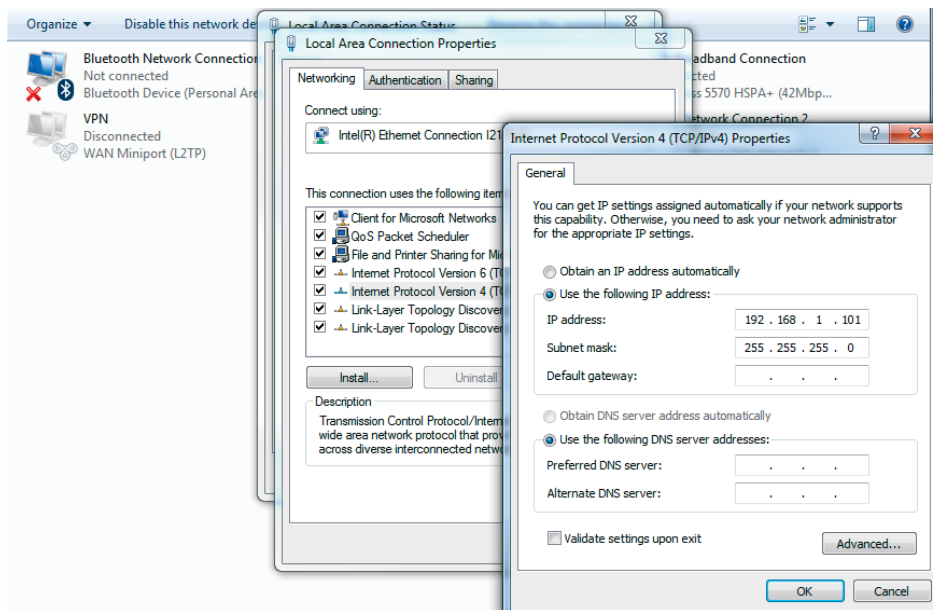 Organize
Disable this network de
Local Area Connection Status
Bluetooth Network Connection
Not connected
Bluetooth Device (Personal Are
VPN
Disconnected
WAN Miniport (L2TP)
adband Connection
cted
ss 5570 HSPA+ (42Mbp...
etwork Connection 2
Local Area Connection Properties
Networking
Authentication
Sharing
Connect using:
Intel(R) Ethernet Connection I21
This connection uses the following item
Client for Microsoft Networks
QoS Packet Scheduler
File and Printer Sharing for Mic
Internet Protocol Version 6 (TC
Internet Protocol Version 4 (TC
Link-Layer Topology Discover
Link-Layer Topology Discover
Install...
Uninstall
Description
Transmission Control Protocol/Intern
wide area network protocol that prov
across diverse interconnected netwo
Internet Protocol Version 4 (TCP/IPv4) Properties
General
You can get IP settings assigned automatically if your network supports
this capability. Otherwise, you need to ask your network administrator
for the appropriate IP settings.
Obtain an IP address automatically
Use the following IP address:
IP address: 192 . 168 . 1 . 101
Subnet mask: 255 . 255 . 255 . 0
Default gateway: . . .
Obtain DNS server address automatically
Use the following DNS server addresses:
Preferred DNS server: . . .
Alternate DNS server: . . .
Validate settings upon exit
Advanced...
OK
Cancel